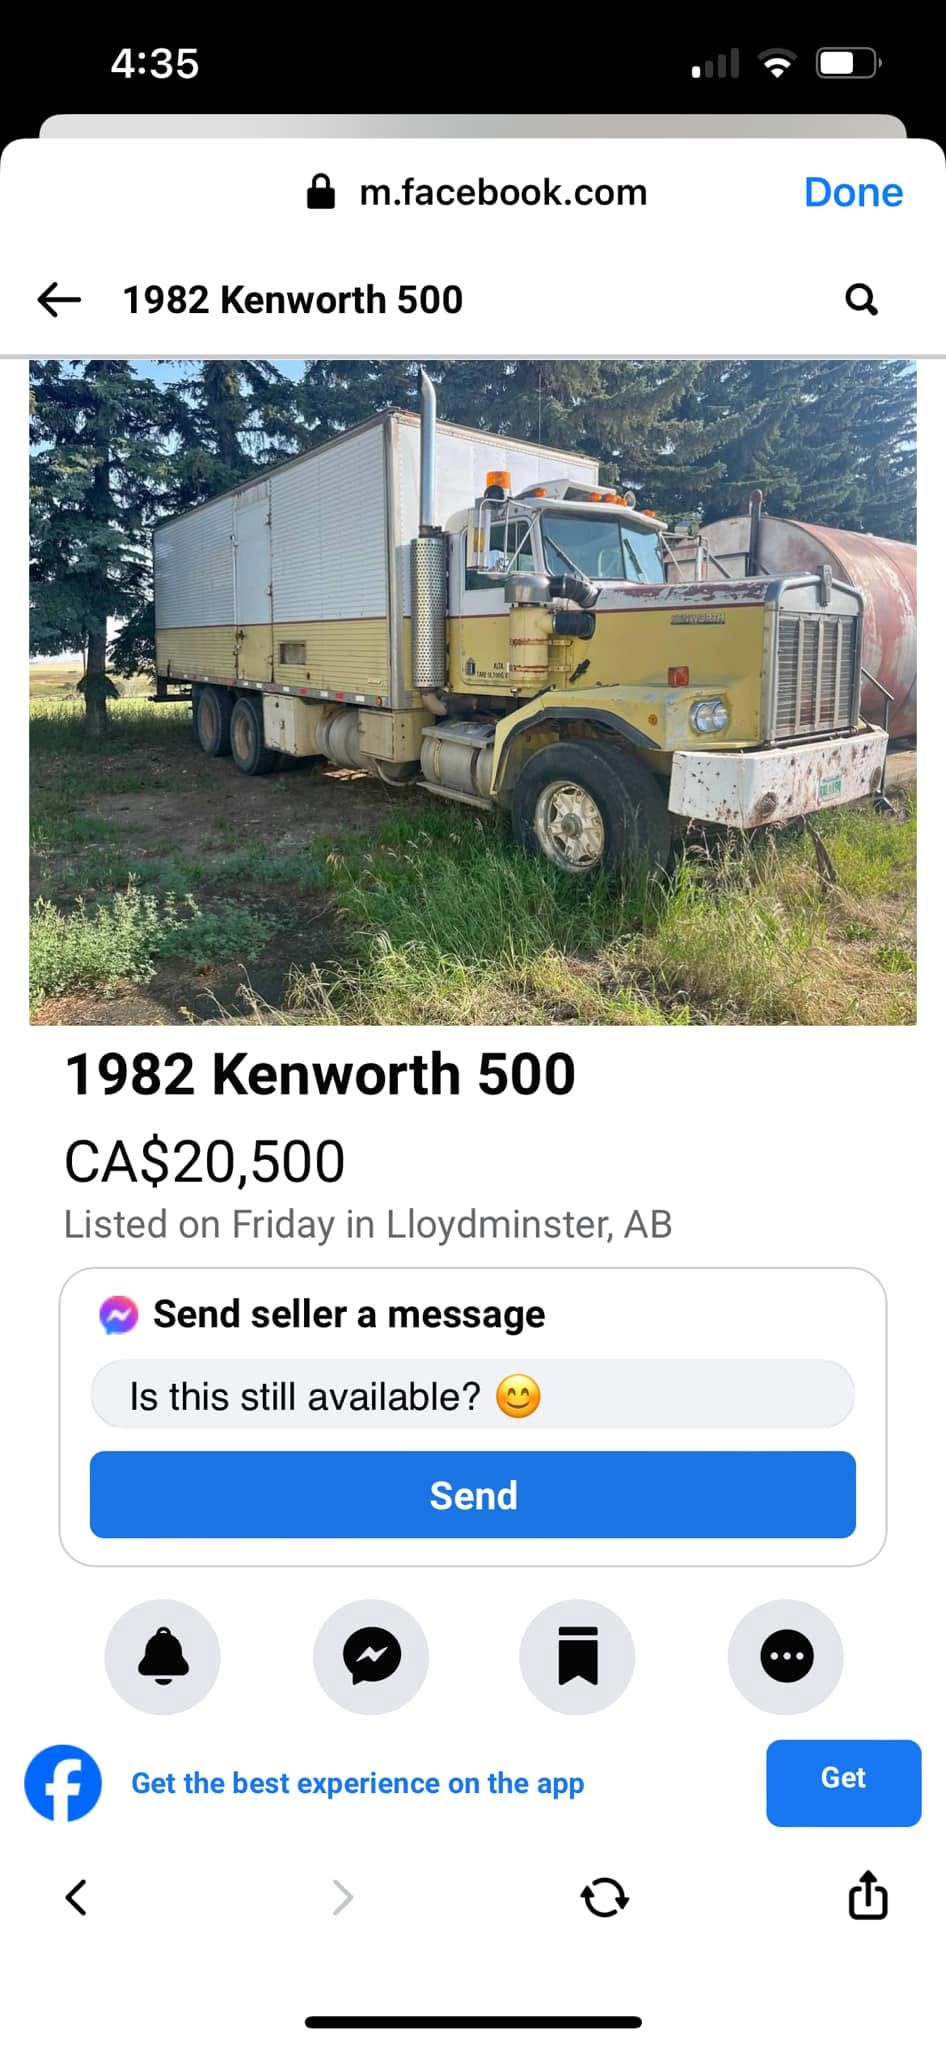 4:35
m.facebook.com
Done
1982 Kenworth 500
KENWORTH
ALTA
1982 Kenworth 500
CA$20,500
Listed on Friday in Lloydminster, AB
Send seller a message
Is this still available? 😊
Send
Get the best experience on the app
Get